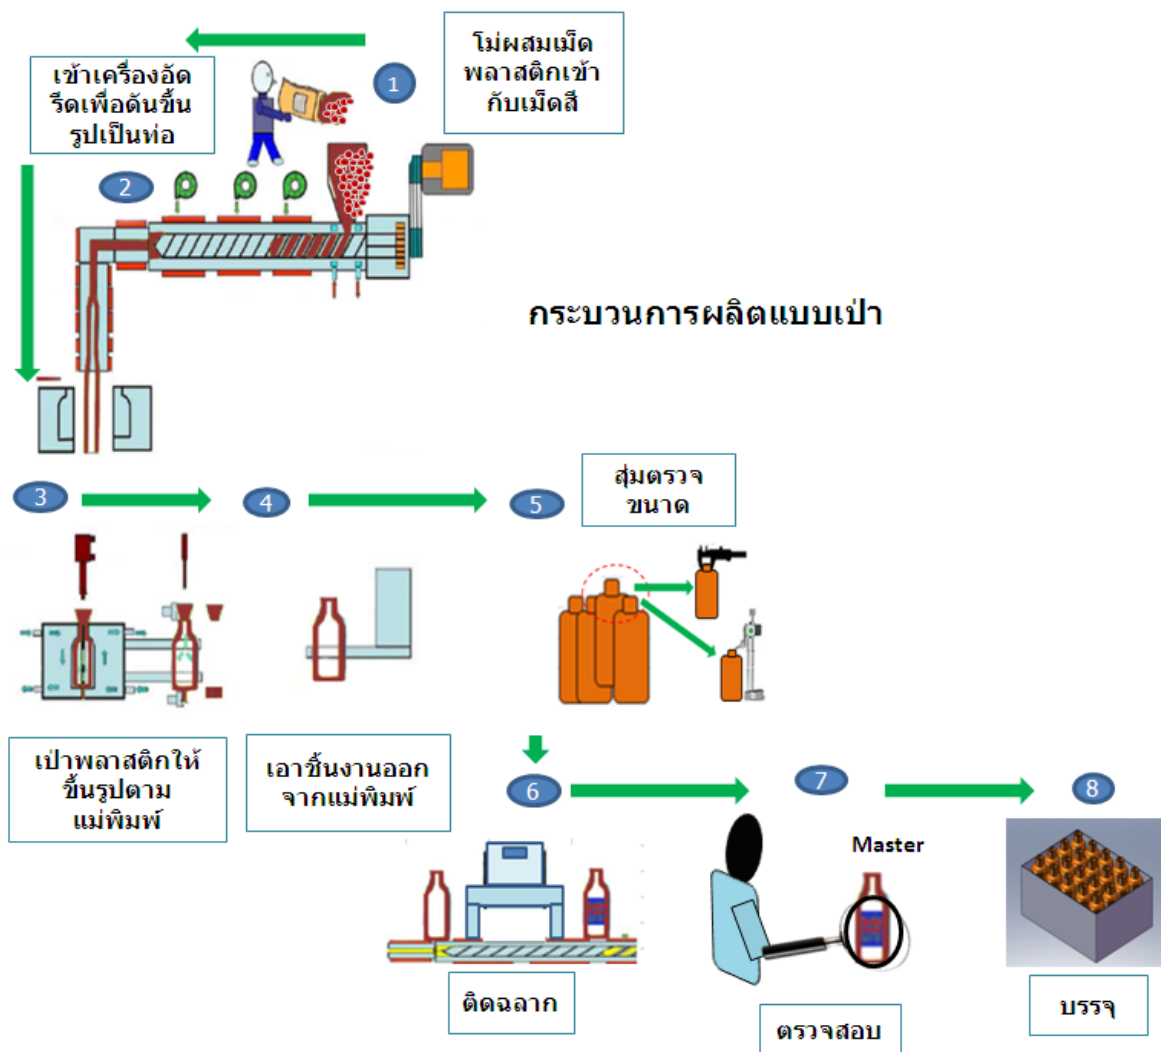 1
โม่ผสมเม็ด
พลาสติกเข้า
กับเม็ดสี
เข้าเครื่องอัด
รีดเพื่อดันขึ้น
รูปเป็นท่อ
2
กระบวนการผลิตแบบเป่า
3
4
5
สุ่มตรวจ
ขนาด
เป่าพลาสติกให้
ขึ้นรูปตาม
แม่พิมพ์
เอาชิ้นงานออก
จากแม่พิมพ์
6
7
8
Master
ติดฉลาก
ตรวจสอบ
บรรจุ